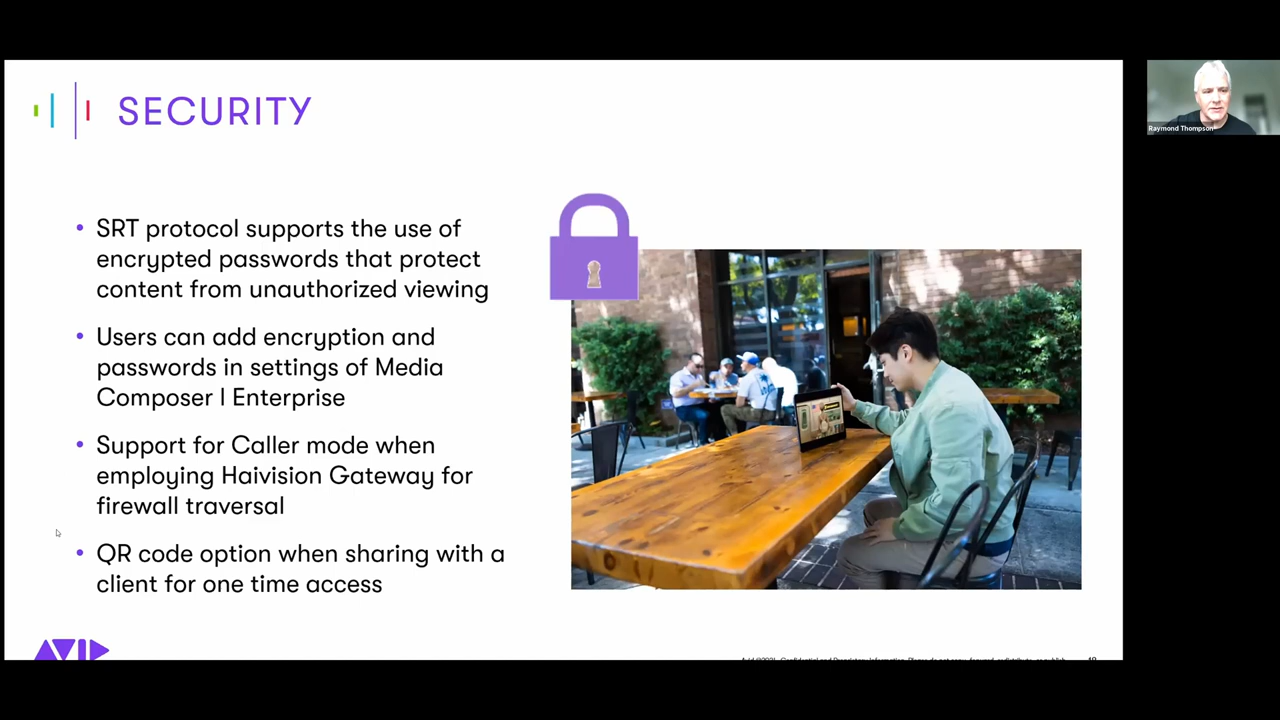 SECURITY
Raymond Thompson
• SRT protocol supports the use of
encrypted passwords that protect
content from unauthorized viewing
• Users can add encryption and
passwords in settings of Media
Composer | Enterprise
• Support for Caller mode when
employing Haivision Gateway for
firewall traversal
• QR code option when sharing with a
client for one time access
AVID